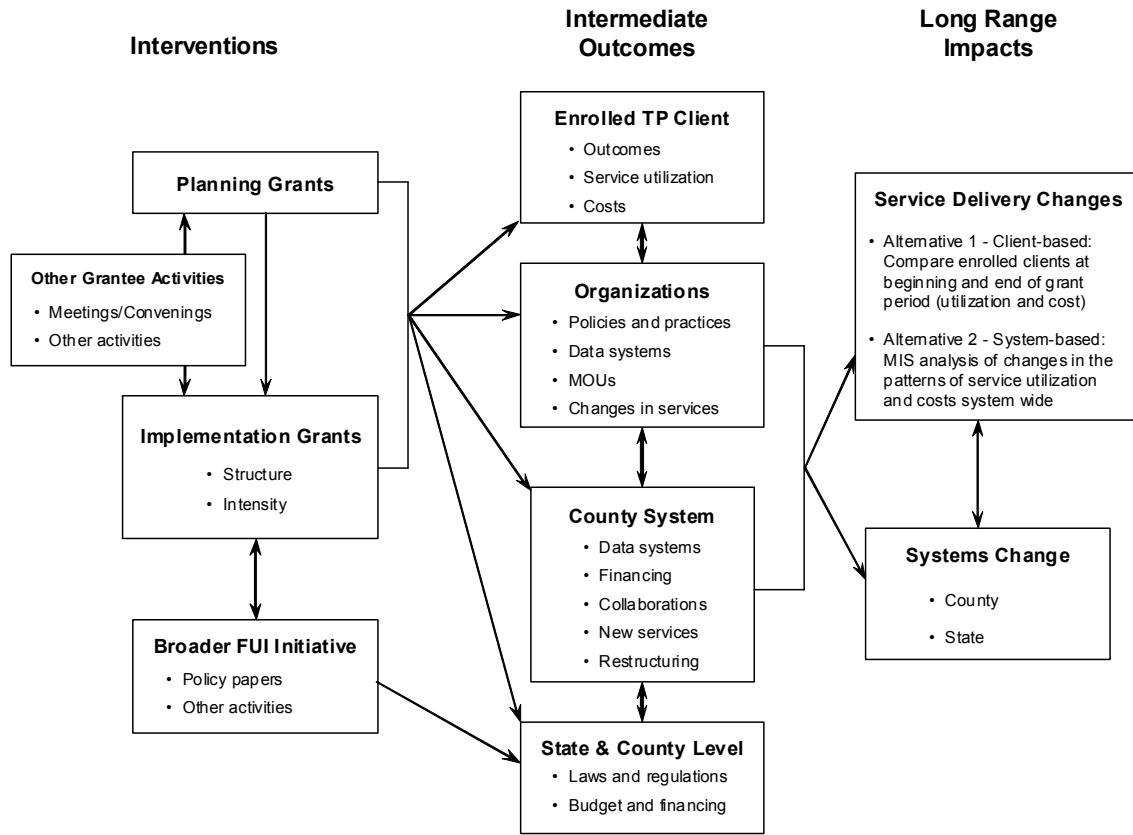 Interventions
Intermediate
Outcomes
Long Range
Impacts
Planning Grants
Other Grantee Activities
• Meetings/Convenings
• Other activities
Implementation Grants
• Structure
• Intensity
Broader FUI Initiative
• Policy papers
• Other activities
Enrolled TP Client
• Outcomes
• Service utilization
• Costs
Organizations
• Policies and practices
• Data systems
• MOUs
• Changes in services
County System
• Data systems
• Financing
• Collaborations
• New services
• Restructuring
State & County Level
• Laws and regulations
• Budget and financing
Service Delivery Changes
• Alternative 1 - Client-based:
Compare enrolled clients at
beginning and end of grant
period (utilization and cost)
• Alternative 2 - System-based:
MIS analysis of changes in the
patterns of service utilization
and costs system wide
Systems Change
• County
• State